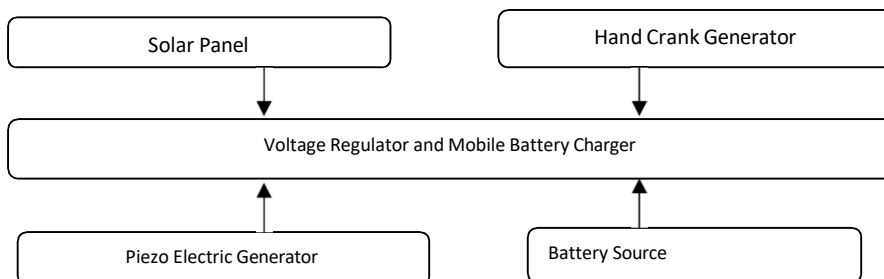 Solar Panel
Hand Crank Generator
Voltage Regulator and Mobile Battery Charger
Piezo Electric Generator
Battery Source